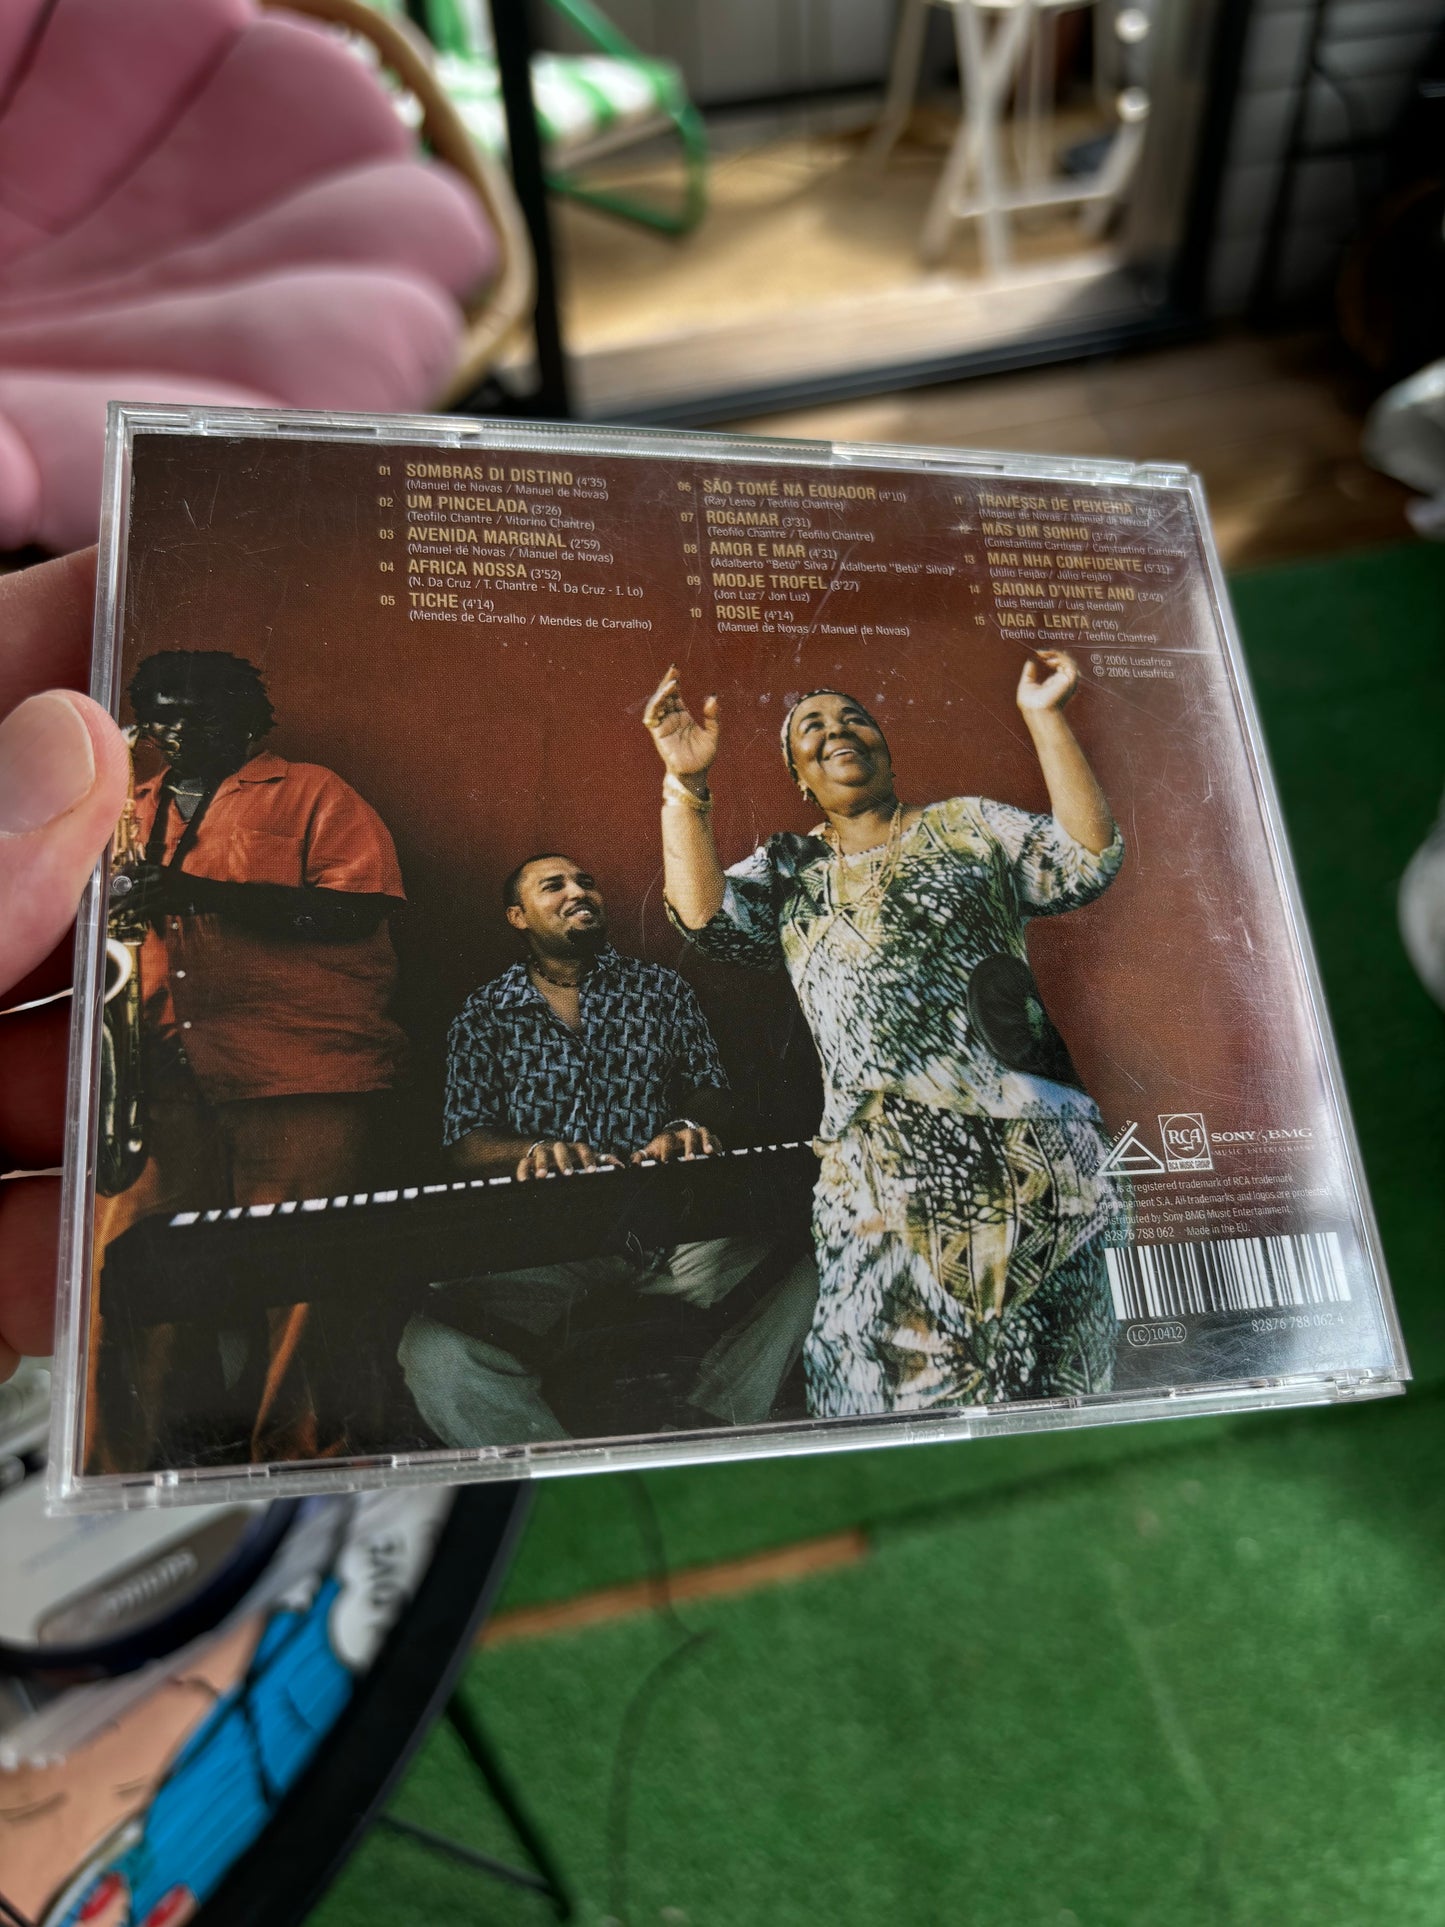 01 SOMBRAS DI DISTINO (4'35)
(Manuel de Novas / Manuel de Novas)
02 UM PINCELADA (3'26)
(Teofilo Chantre / Vitorino Chantre)
03 AVENIDA MARGINAL (2'59)
(Manuel de Novas / Manuel de Novas)
04 AFRICA NOSSA (3'52)
(N. Da Cruz / T. Chantre - N. Da Cruz - I. Lo)
05 TICHE (4'14)
(Mendes de Carvalho / Mendes de Carvalho)
06 SÃO TOMÉ NA EQUADOR (4'10)
(Ray Lema / Teofilo Chantre)
07 ROGAMAR (3'31)
(Teofilo Chantre / Teofilo Chantre)
08 AMOR E MAR (4'31)
(Adalberto "Betú" Silva / Adalberto "Betú" Silva)
09 MODJE TROFEL (3'27)
(Jon Luz / Jon Luz)
10 ROSIE (4'14)
(Manuel de Novas / Manuel de Novas)
11 TRAVESSA DE PEIXEIRA
(Manuel de Novas / Manuel de Novas)
MÁS UM SONHO (3'47)
(Constantino Cardoso / Constantino Cardoso)
13 MAR NHA CONFIDENTE (5'31)
(Júlio Feijão / Júlio Feijão)
14 SAIONA D'VINTE ANO (3'42)
(Luis Rendall / Luis Rendall)
15 VAGA LENTA (4'06)
(Teofilo Chantre / Teofilo Chantre)
℗ 2006 Lusafrica
© 2006 Lusafrica
RCA
RCA MUSIC GROUP
SONY BMG
MUSIC ENTERTAINMENT
RCA is a registered trademark of RCA trademark
management S.A. All trademarks and logos are protected.
Distributed by Sony BMG Music Entertainment.
82876 788 062 Made in the EU.
LC 10412
82876 788 062 4
PHILIPS
LOVE